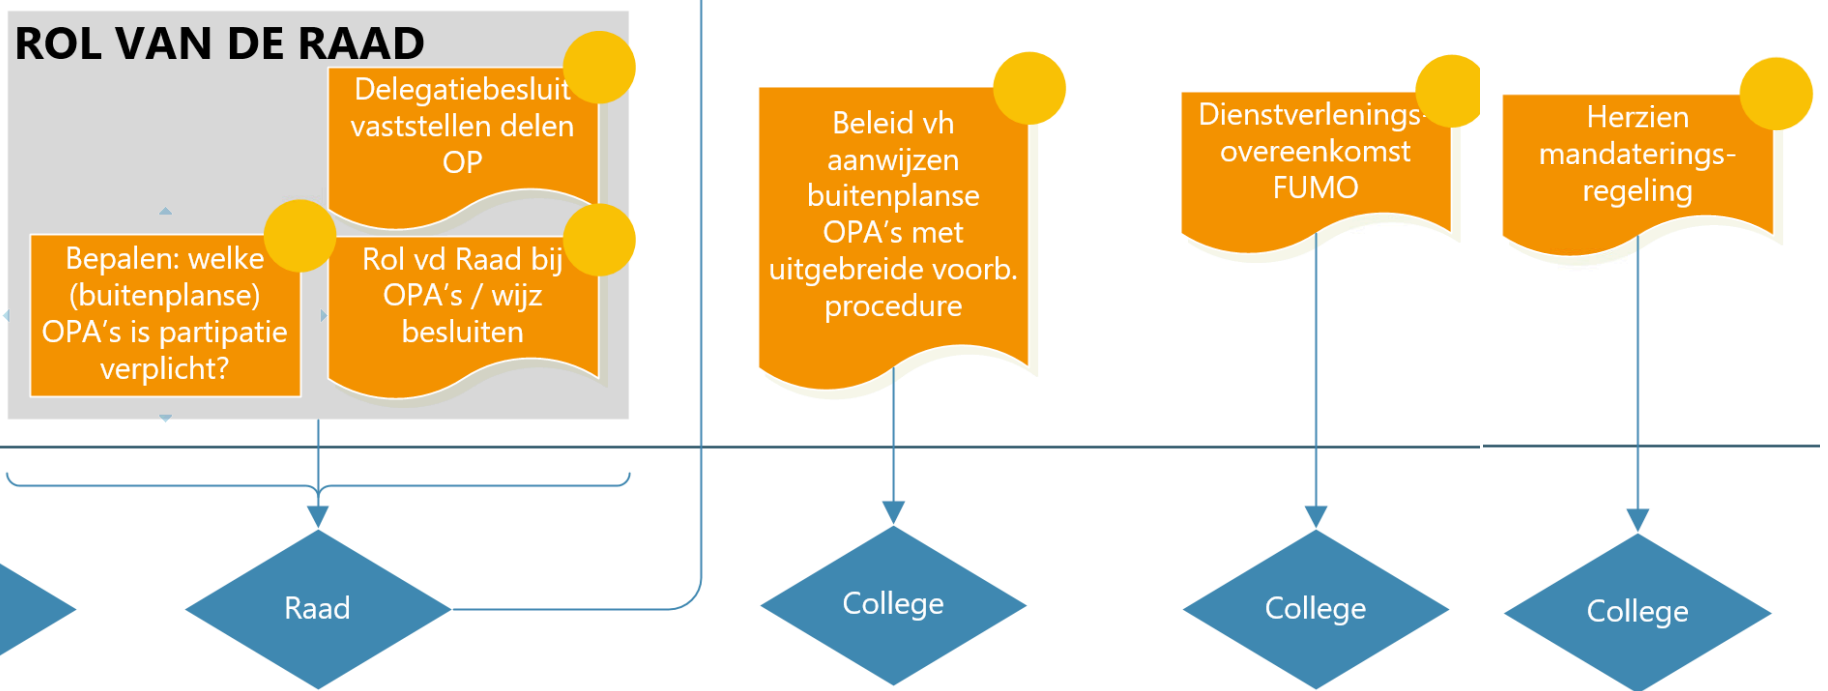 ROL VAN DE RAAD
Delegatiebesluit
vaststellen delen
OP
Bepalen: welke
(buitenplanse)
OPA's is partipatie
verplicht?
Rol vd Raad bij
OPA's / wijz
besluiten
Beleid vh
aanwijzen
buitenplanse
OPA's met
uitgebreide voorb.
procedure
Dienstverlenings-
overeenkomst
FUMO
Herzien
mandaterings-
regeling
Raad
College
College
College